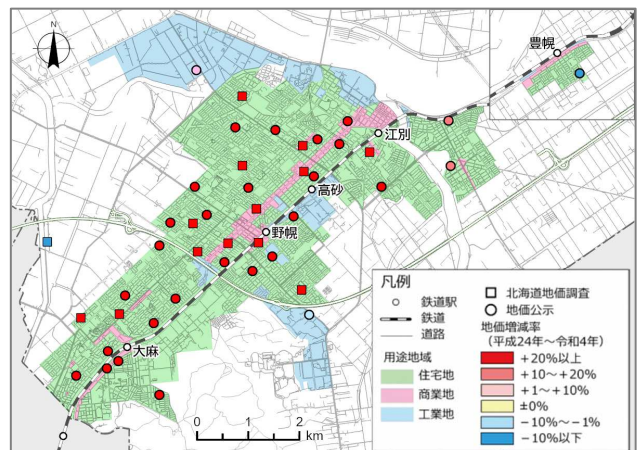 N
豊幌
江別
高砂
野幌
大麻
0 1 2
km
凡例
鉄道駅
鉄道
道路
用途地域
住宅地
商業地
工業地
北海道地価調査
地価公示
地価増減率
(平成24年～令和4年)
+20%以上
+10～+20%
+1～+10%
±0%
−10%～−1%
−10%以下